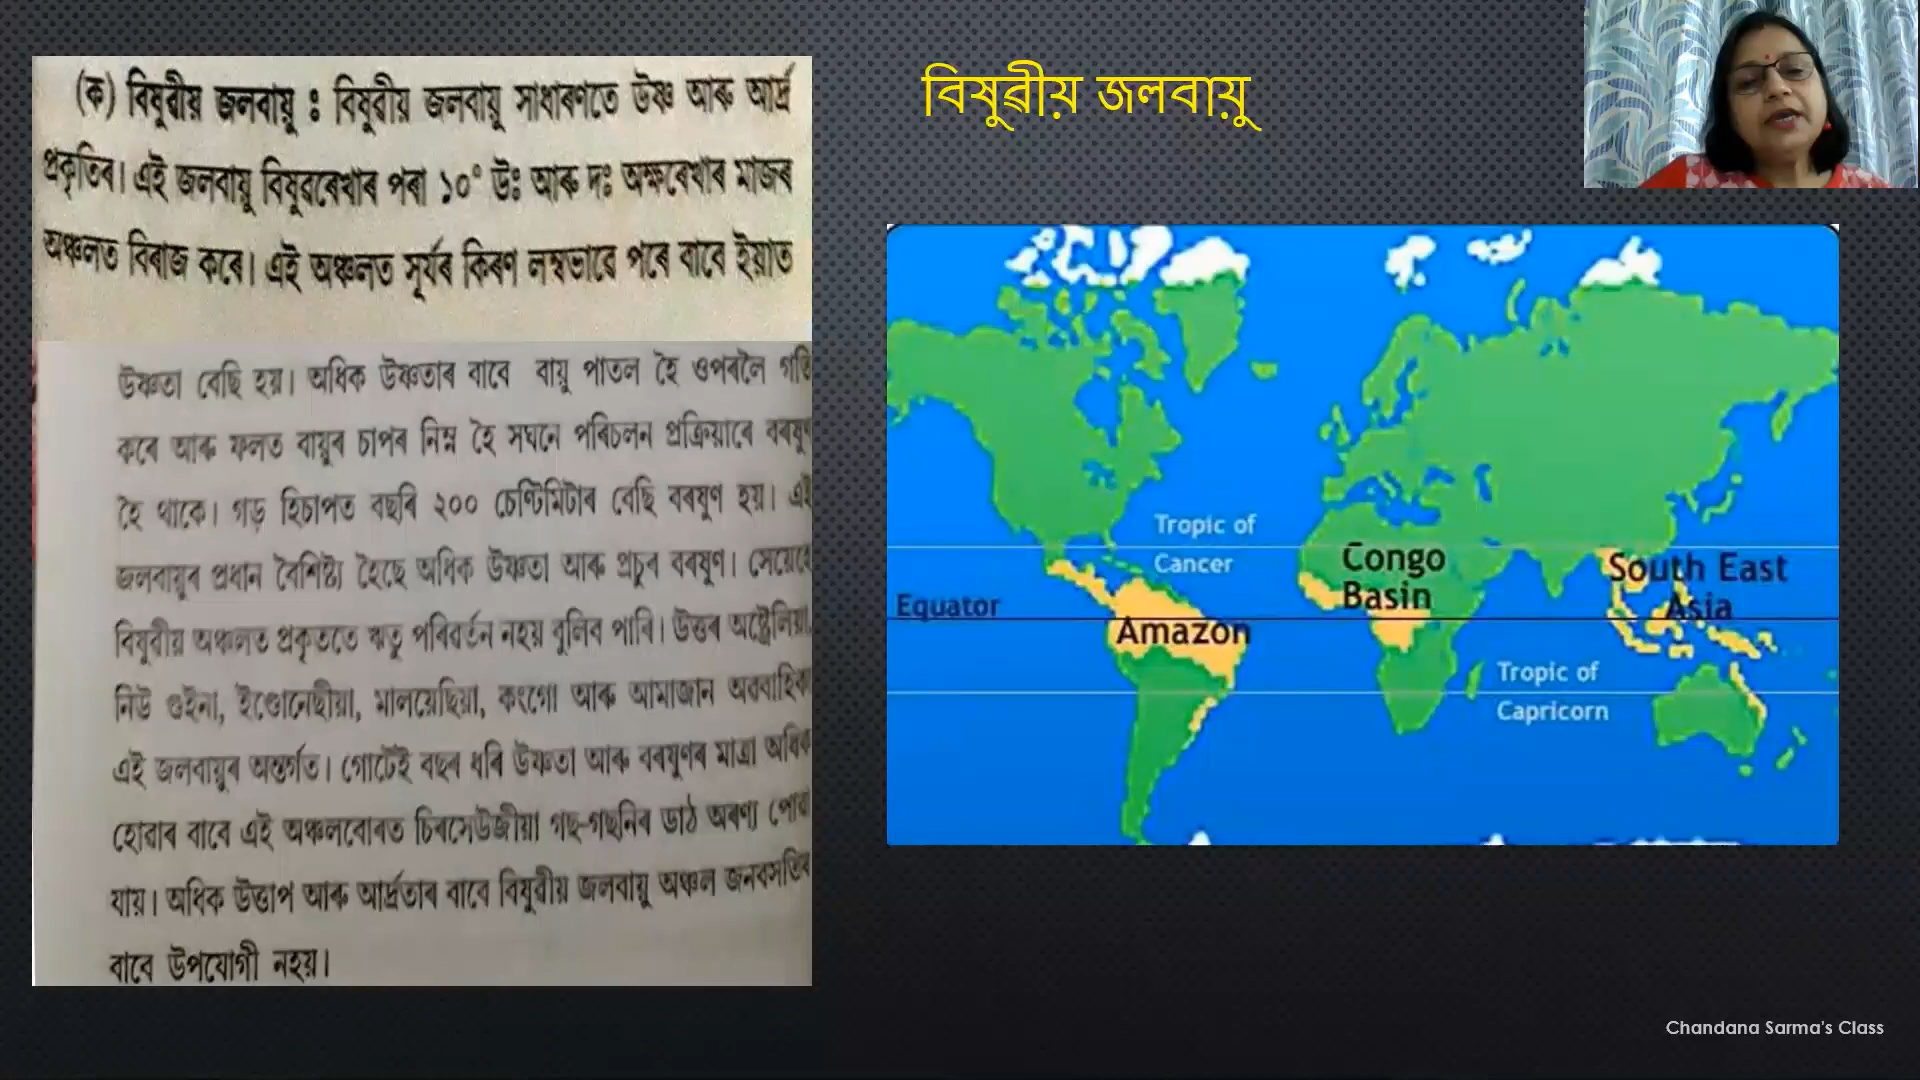 (ক) বিষুৱীয় জলবায়ু ঃ বিষুৱীয় জলবায়ু সাধাৰণতে উষ্ণ আৰু আৰ্দ্ৰ
প্ৰকৃতিৰ। এই জলবায়ু বিষুৱৰেখাৰ পৰা ১০° উঃ আৰু দঃ অক্ষৰেখাৰ মাজৰ
অঞ্চলত বিৰাজ কৰে। এই অঞ্চলত সূৰ্যৰ কিৰণ লম্বভাৱে পৰে বাবে ইয়াত
উষ্ণতা বেছি হয়। অধিক উষ্ণতাৰ বাবে বায়ু পাতল হৈ ওপৰলৈ গতি
কৰে আৰু ফলত বায়ুৰ চাপৰ নিম্ন হৈ সঘনে পৰিচলন প্ৰক্ৰিয়াৰে বৰষুণ
হৈ থাকে। গড় হিচাপত বছৰি ২০০ চেণ্টিমিটাৰ বেছি বৰষুণ হয়। এই
জলবায়ুৰ প্ৰধান বৈশিষ্ট্য হৈছে অধিক উষ্ণতা আৰু প্ৰচুৰ বৰষুণ। সেয়েহে
বিষুৱীয় অঞ্চলত প্ৰকৃততে ঋতু পৰিবৰ্তন নহয় বুলিব পাৰি। উত্তৰ অষ্ট্ৰেলিয়া,
নিউ গুইনা, ইণ্ডোনেছীয়া, মালয়েছিয়া, কংগো আৰু আমাজান অৱবাহিকা
এই জলবায়ুৰ অন্তৰ্গত। গোটেই বছৰ ধৰি উষ্ণতা আৰু বৰষুণৰ মাত্ৰা অধিক
হোৱাৰ বাবে এই অঞ্চলবোৰত চিৰসেউজীয়া গছ-গছনিৰ ডাঠ অৰণ্য পোৱা
যায়। অধিক উত্তাপ আৰু আৰ্দ্ৰতাৰ বাবে বিষুৱীয় জলবায়ু অঞ্চল জনবসতিৰ
বাবে উপযোগী নহয়।
বিষুৱীয় জলবায়ু
Tropic of
Cancer
Congo
Basin
South East
Asia
Equator
Amazon
Tropic of
Capricorn
Chandana Sarma's Class